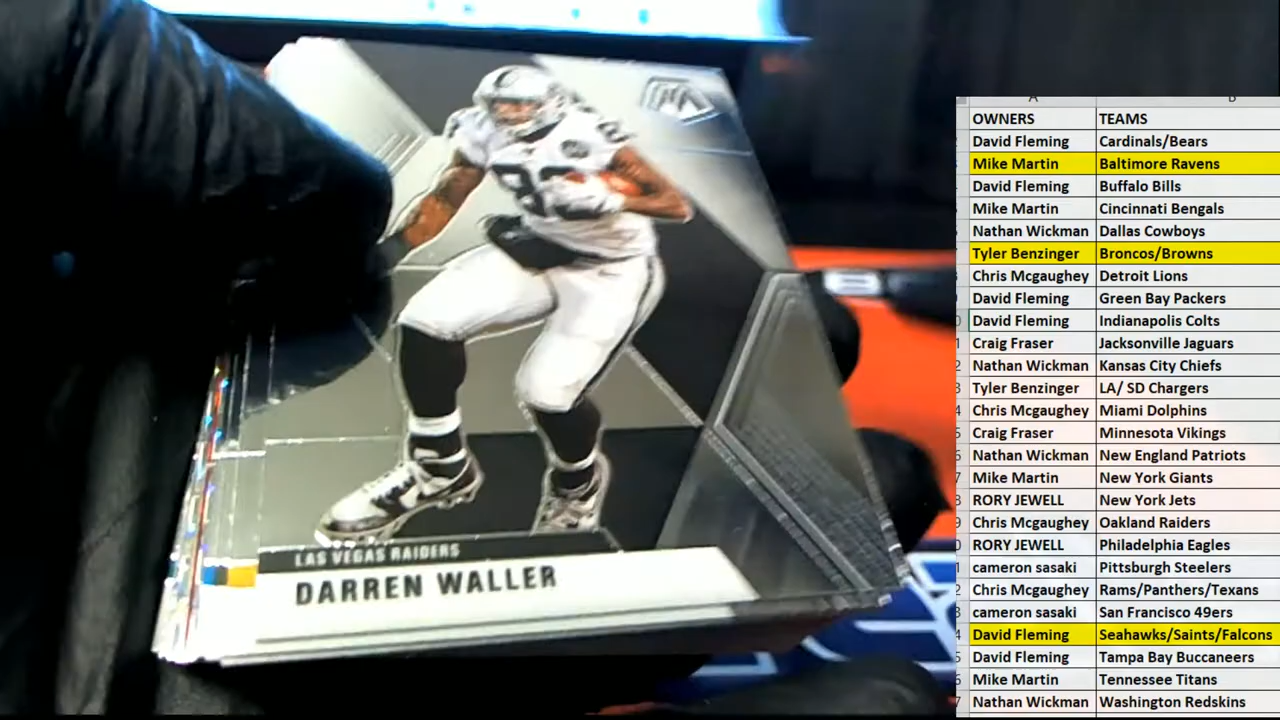 LAS VEGAS RAIDERS
DARREN WALLER
A B
OWNERS TEAMS
David Fleming Cardinals/Bears
Mike Martin Baltimore Ravens
David Fleming Buffalo Bills
Mike Martin Cincinnati Bengals
Nathan Wickman Dallas Cowboys
Tyler Benzinger Broncos/Browns
Chris Mcgaughey Detroit Lions
David Fleming Green Bay Packers
David Fleming Indianapolis Colts
Craig Fraser Jacksonville Jaguars
Nathan Wickman Kansas City Chiefs
Tyler Benzinger LA/ SD Chargers
Chris Mcgaughey Miami Dolphins
Craig Fraser Minnesota Vikings
Nathan Wickman New England Patriots
Mike Martin New York Giants
RORY JEWELL New York Jets
Chris Mcgaughey Oakland Raiders
RORY JEWELL Philadelphia Eagles
cameron sasaki Pittsburgh Steelers
Chris Mcgaughey Rams/Panthers/Texans
cameron sasaki San Francisco 49ers
David Fleming Seahawks/Saints/Falcons
David Fleming Tampa Bay Buccaneers
Mike Martin Tennessee Titans
Nathan Wickman Washington Redskins